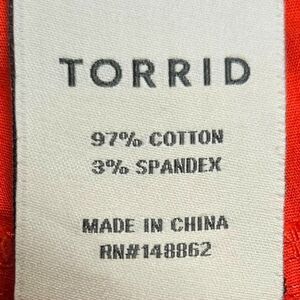 TORRID
97% COTTON
3% SPANDEX
MADE IN CHINA
RN#148862